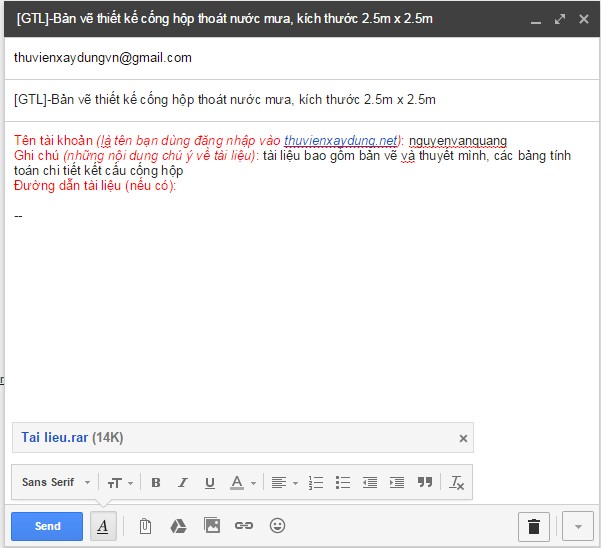 [GTL]-Bản vẽ thiết kế cống hộp thoát nước mưa, kích thước 2.5m x 2.5m
thuvienxaydungvn@gmail.com
[GTL]-Bản vẽ thiết kế cống hộp thoát nước mưa, kích thước 2.5m x 2.5m
Tên tài khoản (là tên bạn dùng đăng nhập vào thuvienxaydung.net): nguyenvanquang
Ghi chú (những nội dung chú ý về tài liệu): tài liệu bao gồm bản vẽ và thuyết minh, các bảng tính
toán chi tiết kết cấu cống hộp
Đường dẫn tài liệu (nếu có):
--
Tai lieu.rar (14K)
Sans Serif
Send